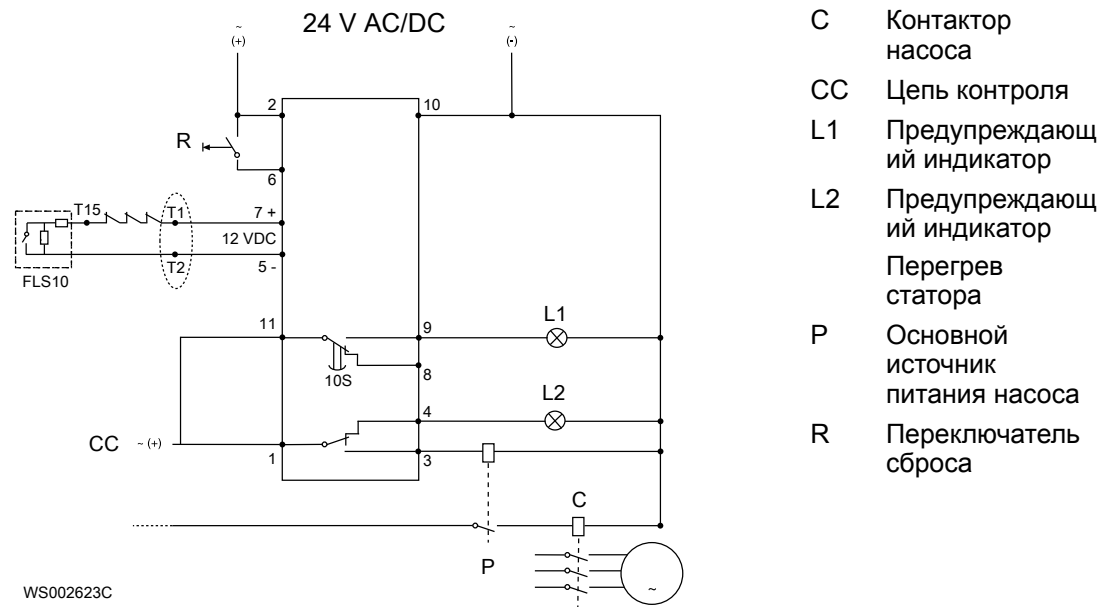 24 V AC/DC
~
(+)
~
(-)
2
10
R
6
T15
T1
7 +
12 VDC
T2
5 -
FLS10
11
9
L1
10S
8
L2
4
CC ~ (+)
1
3
C
P
~
WS002623C
C Контактор
насоса
CC Цепь контроля
L1 Предупреждающ
ий индикатор
L2 Предупреждающ
ий индикатор
Перегрев
статора
P Основной
источник
питания насоса
R Переключатель
сброса